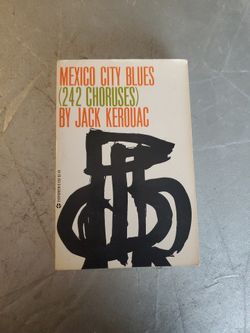 MEXICO CITY BLUES
(242 CHORUSES)
BY JACK KEROUAC